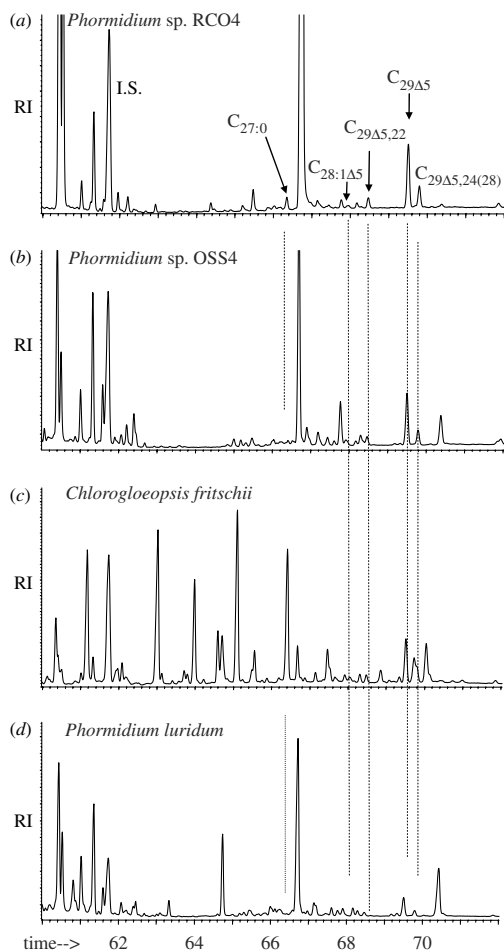 (a) Phormidium sp. RCO4
RI
I.S.
C27:0
C28:1Δ5
C29Δ5,22
C29Δ5
C29Δ5,24(28)
(b) Phormidium sp. OSS4
RI
(c) Chlorogloeopsis fritschii
RI
(d) Phormidium luridum
RI
time--> 62 64 66 68 70